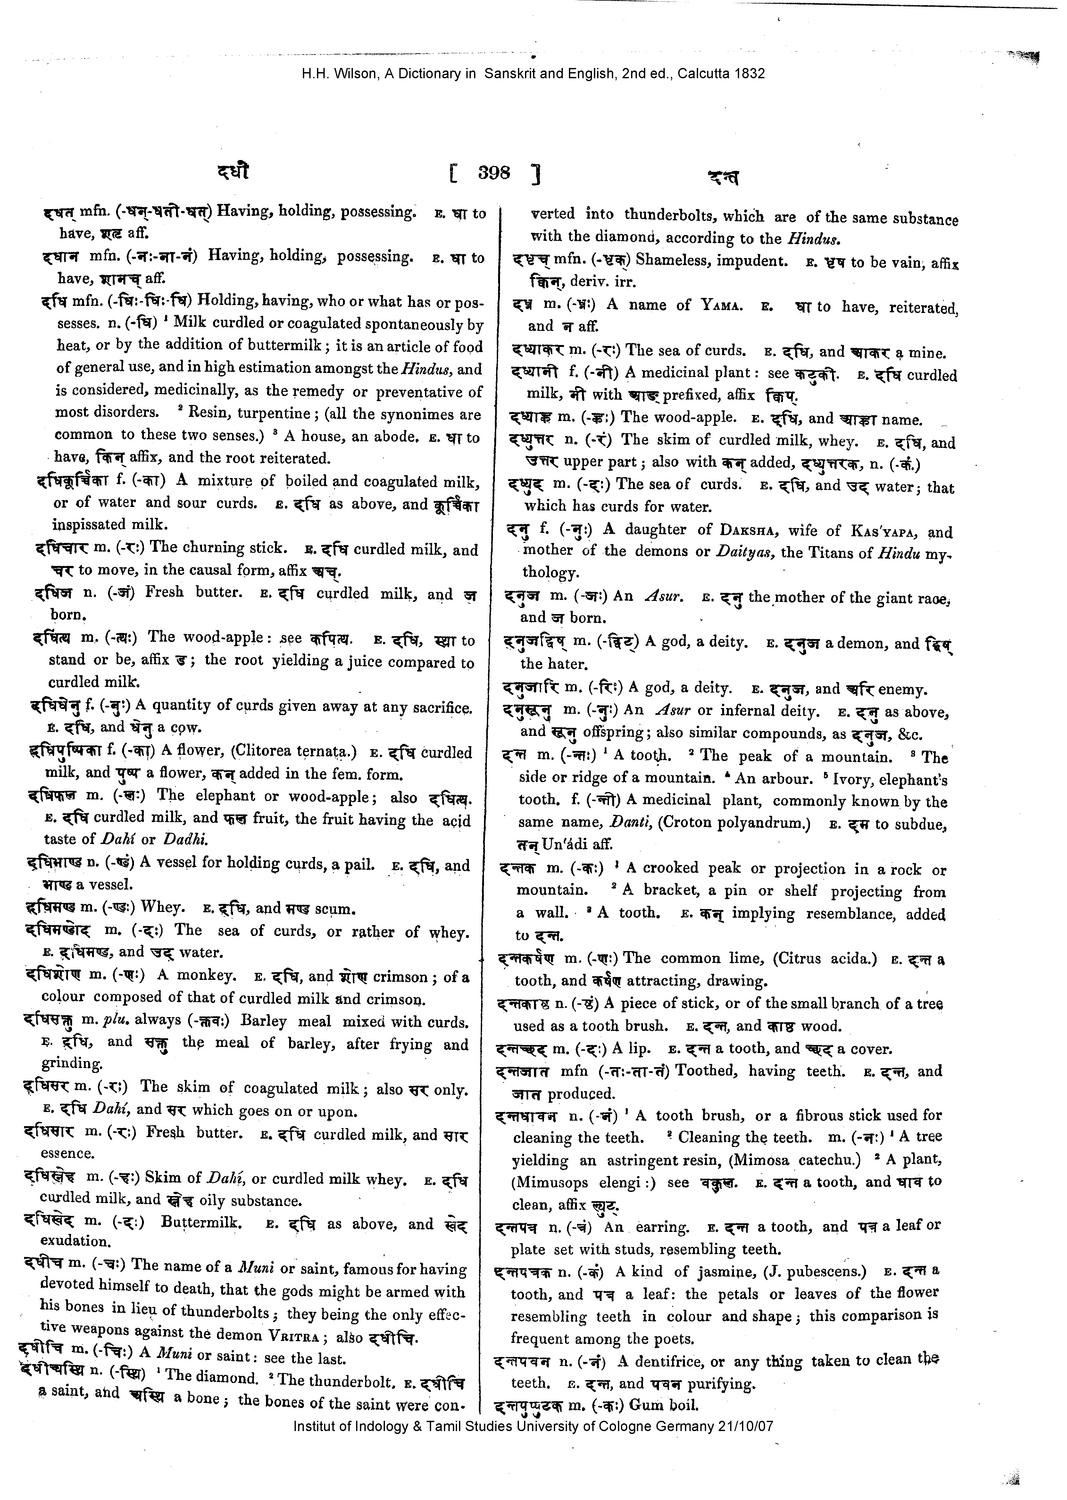 H.H. Wilson, A Dictionary in Sanskrit and English, 2nd ed., Calcutta 1832
दधी
[ 398 ]
दन्त
दधत् mfn. (-धन्-धती-धत्) Having, holding, possessing. E. धा to
have, शतृ aff.
दधान mfn. (-नः-ना-नं) Having, holding, possessing. E. धा to
have, शानच् aff.
दधि mfn. (-धिः-धिः-धि) Holding, having, who or what has or pos-
sesses. n. (-धि) ¹ Milk curdled or coagulated spontaneously by
heat, or by the addition of buttermilk; it is an article of food
of general use, and in high estimation amongst the Hindus, and
is considered, medicinally, as the remedy or preventative of
most disorders. ² Resin, turpentine; (all the synonimes are
common to these two senses.) ³ A house, an abode. E. धा to
have, किन् affix, and the root reiterated.
दधिकूर्चिका f. (-का) A mixture of boiled and coagulated milk,
or of water and sour curds. E. दधि as above, and कूर्चिका
inspissated milk.
दधिचार m. (-रः) The churning stick. E. दधि curdled milk, and
चर to move, in the causal form, affix अच्.
दधिज n. (-जं) Fresh butter. E. दधि curdled milk, and ज
born.
दधित्थ m. (-त्थः) The wood-apple: see कपित्थ. E. दधि, स्था to
stand or be, affix ड; the root yielding a juice compared to
curdled milk.
दधिधेनु f. (-नुः) A quantity of curds given away at any sacrifice.
E. दधि, and धेनु a cow.
दधिपुष्पिका f. (-का) A flower, (Clitorea ternata.) E. दधि curdled
milk, and पुष्प a flower, कन् added in the fem. form.
दधिफल m. (-लः) The elephant or wood-apple; also दधित्थ.
E. दधि curdled milk, and फल fruit, the fruit having the acid
taste of Dahí or Dadhi.
दधिभाण्ड n. (-ण्डं) A vessel for holding curds, a pail. E. दधि, and
भाण्ड a vessel.
दधिमण्ड m. (-ण्डः) Whey. E. दधि, and मण्ड scum.
दधिमण्डोद m. (-दः) The sea of curds, or rather of whey.
E. दधिमण्ड, and उद् water.
दधिशोण m. (-णः) A monkey. E. दधि, and शोण crimson; of a
colour composed of that of curdled milk and crimson.
दधिसक्तु m. plu. always (-क्तवः) Barley meal mixed with curds.
E. दधि, and सक्तु the meal of barley, after frying and
grinding.
दधिसर m. (-रः) The skim of coagulated milk; also सर only.
E. दधि Dahí, and सर which goes on or upon.
दधिसार m. (-रः) Fresh butter. E. दधि curdled milk, and सार
essence.
दधिस्नेह m. (-हः) Skim of Dahí, or curdled milk whey. E. दधि
curdled milk, and स्नेह oily substance.
दधिस्वेद m. (-दः) Buttermilk. E. दधि as above, and स्वेद
exudation.
दधीच m. (-चः) The name of a Muni or saint, famous for having
devoted himself to death, that the gods might be armed with
his bones in lieu of thunderbolts; they being the only effec-
tive weapons against the demon VRITRA; also दधीचि.
दधीचि m. (-चिः) A Muni or saint: see the last.
दधीच्यस्थि n. (-स्थि) ¹ The diamond. ² The thunderbolt. E. दधीचि
a saint, and अस्थि a bone; the bones of the saint were con-
verted into thunderbolts, which are of the same substance
with the diamond, according to the Hindus.
दधृच् mfn. (-धृक्) Shameless, impudent. E. धृष to be vain, affix
क्विन्, deriv. irr.
दध्र m. (-ध्रः) A name of YAMA. E. धा to have, reiterated,
and न aff.
दध्याकर m. (-रः) The sea of curds. E. दधि, and आकर a mine.
दध्यानी f. (-नी) A medicinal plant: see कटुकी. E. दधि curdled
milk, नी with आङ् prefixed, affix क्विप्.
दध्याह्व m. (-ह्वः) The wood-apple. E. दधि, and आह्वा name.
दध्युत्तर n. (-रं) The skim of curdled milk, whey. E. दधि, and
उत्तर upper part; also with कन् added, दध्युत्तरक, n. (-कं.)
दध्युद m. (-दः) The sea of curds. E. दधि, and उद् water; that
which has curds for water.
दनु f. (-नुः) A daughter of DAKSHA, wife of KAS'YAPA, and
mother of the demons or Daityas, the Titans of Hindu my-
thology.
दनुज m. (-जः) An Asur. E. दनु the mother of the giant race,
and ज born.
दनुजद्विष् m. (-द्विट्) A god, a deity. E. दनुज a demon, and द्विष्
the hater.
दनुजारि m. (-रिः) A god, a deity. E. दनुज, and अरि enemy.
दनुसूनु m. (-नुः) An Asur or infernal deity. E. दनु as above,
and सूनु offspring; also similar compounds, as दनुज, &c.
दन्त m. (-न्तः) ¹ A tooth. ² The peak of a mountain. ³ The
side or ridge of a mountain. ⁴ An arbour. ⁵ Ivory, elephant's
tooth. f. (-न्ती) A medicinal plant, commonly known by the
same name, Danti, (Croton polyandrum.) E. दम to subdue,
तन् Un'ádi aff.
दन्तक m. (-कः) ¹ A crooked peak or projection in a rock or
mountain. ² A bracket, a pin or shelf projecting from
a wall. ³ A tooth. E. कन् implying resemblance, added
to दन्त.
दन्तकर्षण m. (-णः) The common lime, (Citrus acida.) E. दन्त a
tooth, and कर्षण attracting, drawing.
दन्तकाष्ठ n. (-ष्ठं) A piece of stick, or of the small branch of a tree
used as a tooth brush. E. दन्त, and काष्ठ wood.
दन्तच्छद m. (-दः) A lip. E. दन्त a tooth, and च्छद a cover.
दन्तजात mfn (-तः-ता-तं) Toothed, having teeth. E. दन्त, and
जात produced.
दन्तधावन n. (-नं) ¹ A tooth brush, or a fibrous stick used for
cleaning the teeth. ² Cleaning the teeth. m. (-नः) ¹ A tree
yielding an astringent resin, (Mimosa catechu.) ² A plant,
(Mimusops elengi:) see वकुल. E. दन्त a tooth, and धाव to
clean, affix ल्युट्.
दन्तपत्र n. (-त्रं) An earring. E. दन्त a tooth, and पत्र a leaf or
plate set with studs, resembling teeth.
दन्तपत्रक n. (-कं) A kind of jasmine, (J. pubescens.) E. दन्त a
tooth, and पत्र a leaf: the petals or leaves of the flower
resembling teeth in colour and shape; this comparison is
frequent among the poets.
दन्तपवन n. (-नं) A dentifrice, or any thing taken to clean the
teeth. E. दन्त, and पवन purifying.
दन्तपुप्पुटक m. (-कः) Gum boil.
Institut of Indology & Tamil Studies University of Cologne Germany 21/10/07